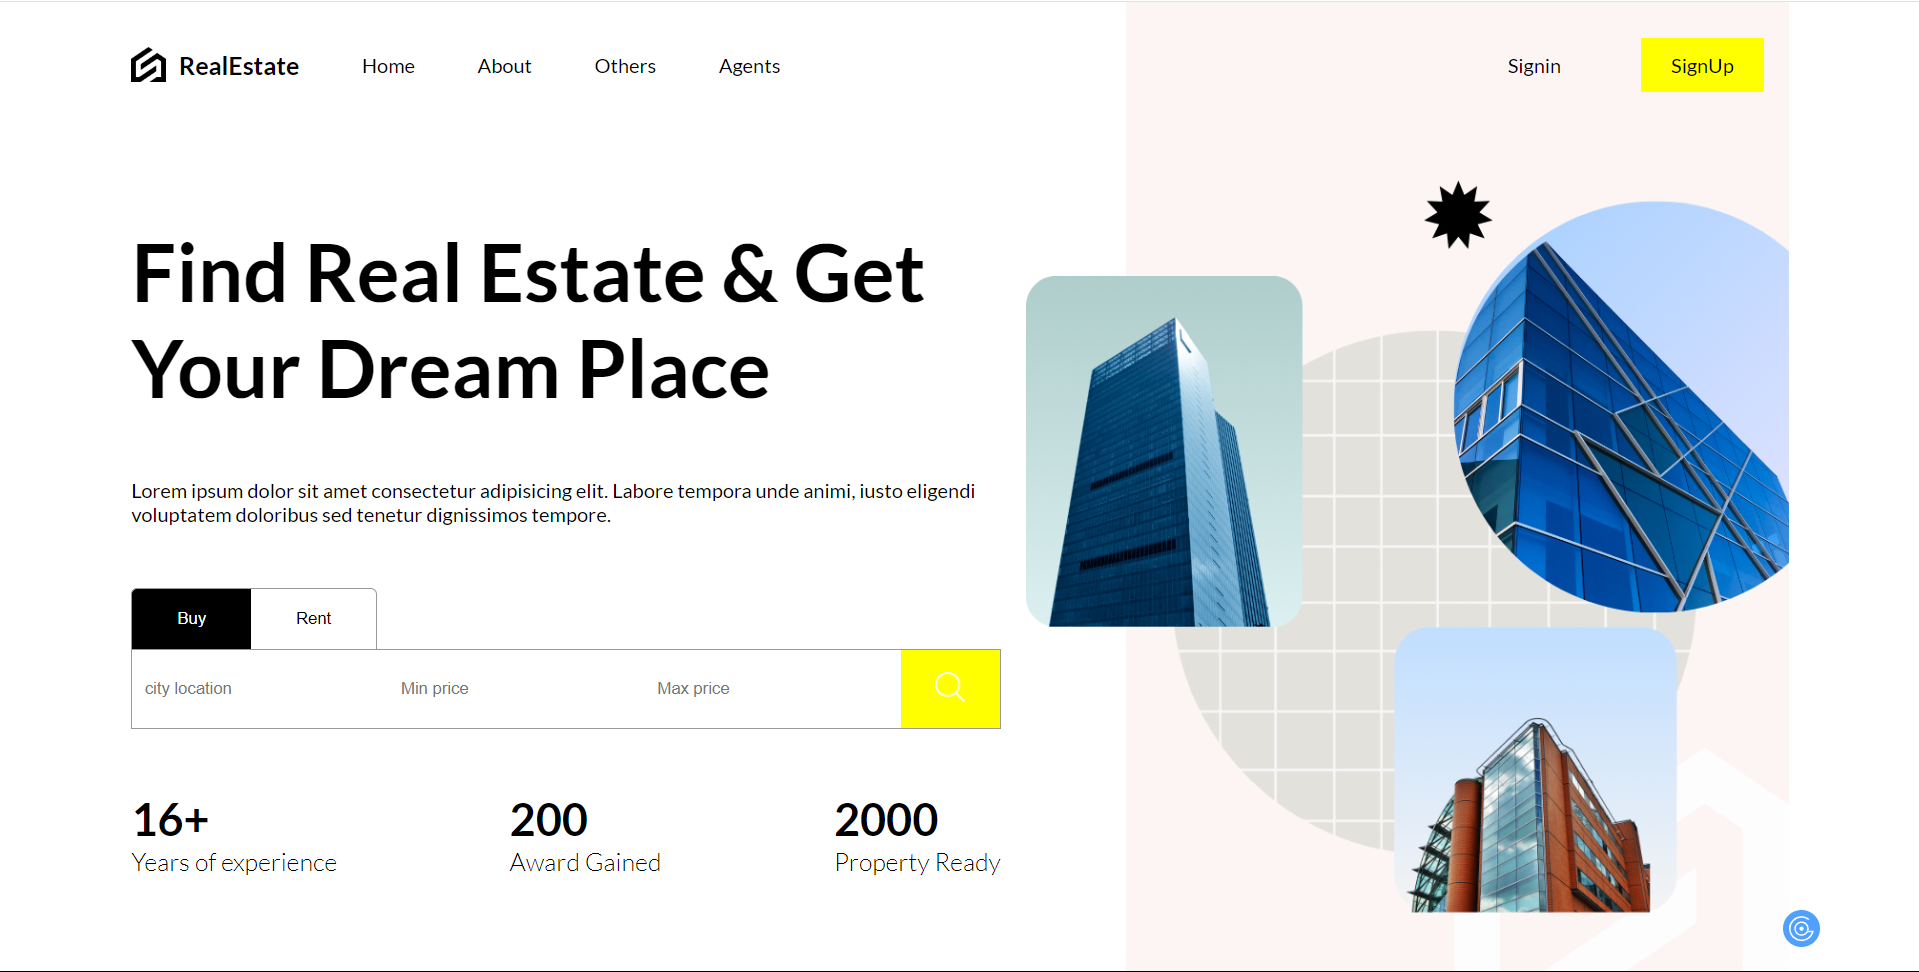 RealEstate Home About Others Agents Signin SignUp
Find Real Estate & Get
Your Dream Place
Lorem ipsum dolor sit amet consectetur adipisicing elit. Labore tempora unde animi, iusto eligendi
voluptatem doloribus sed tenetur dignissimos tempore.
Buy Rent
city location Min price Max price
16+ 200 2000
Years of experience Award Gained Property Ready